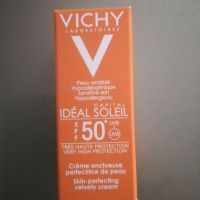 VICHY
LABORATOIRES
V
Peau sensible
Hypoallergénique
Sensitive skin
Hypoallergenic
CAPITAL
IDÉAL SOLEIL
SPF 50+ UVB
UVA
TRÈS HAUTE PROTECTION
VERY HIGH PROTECTION
Crème onctueuse
perfectrice de peau
Skin-perfecting
velvety cream